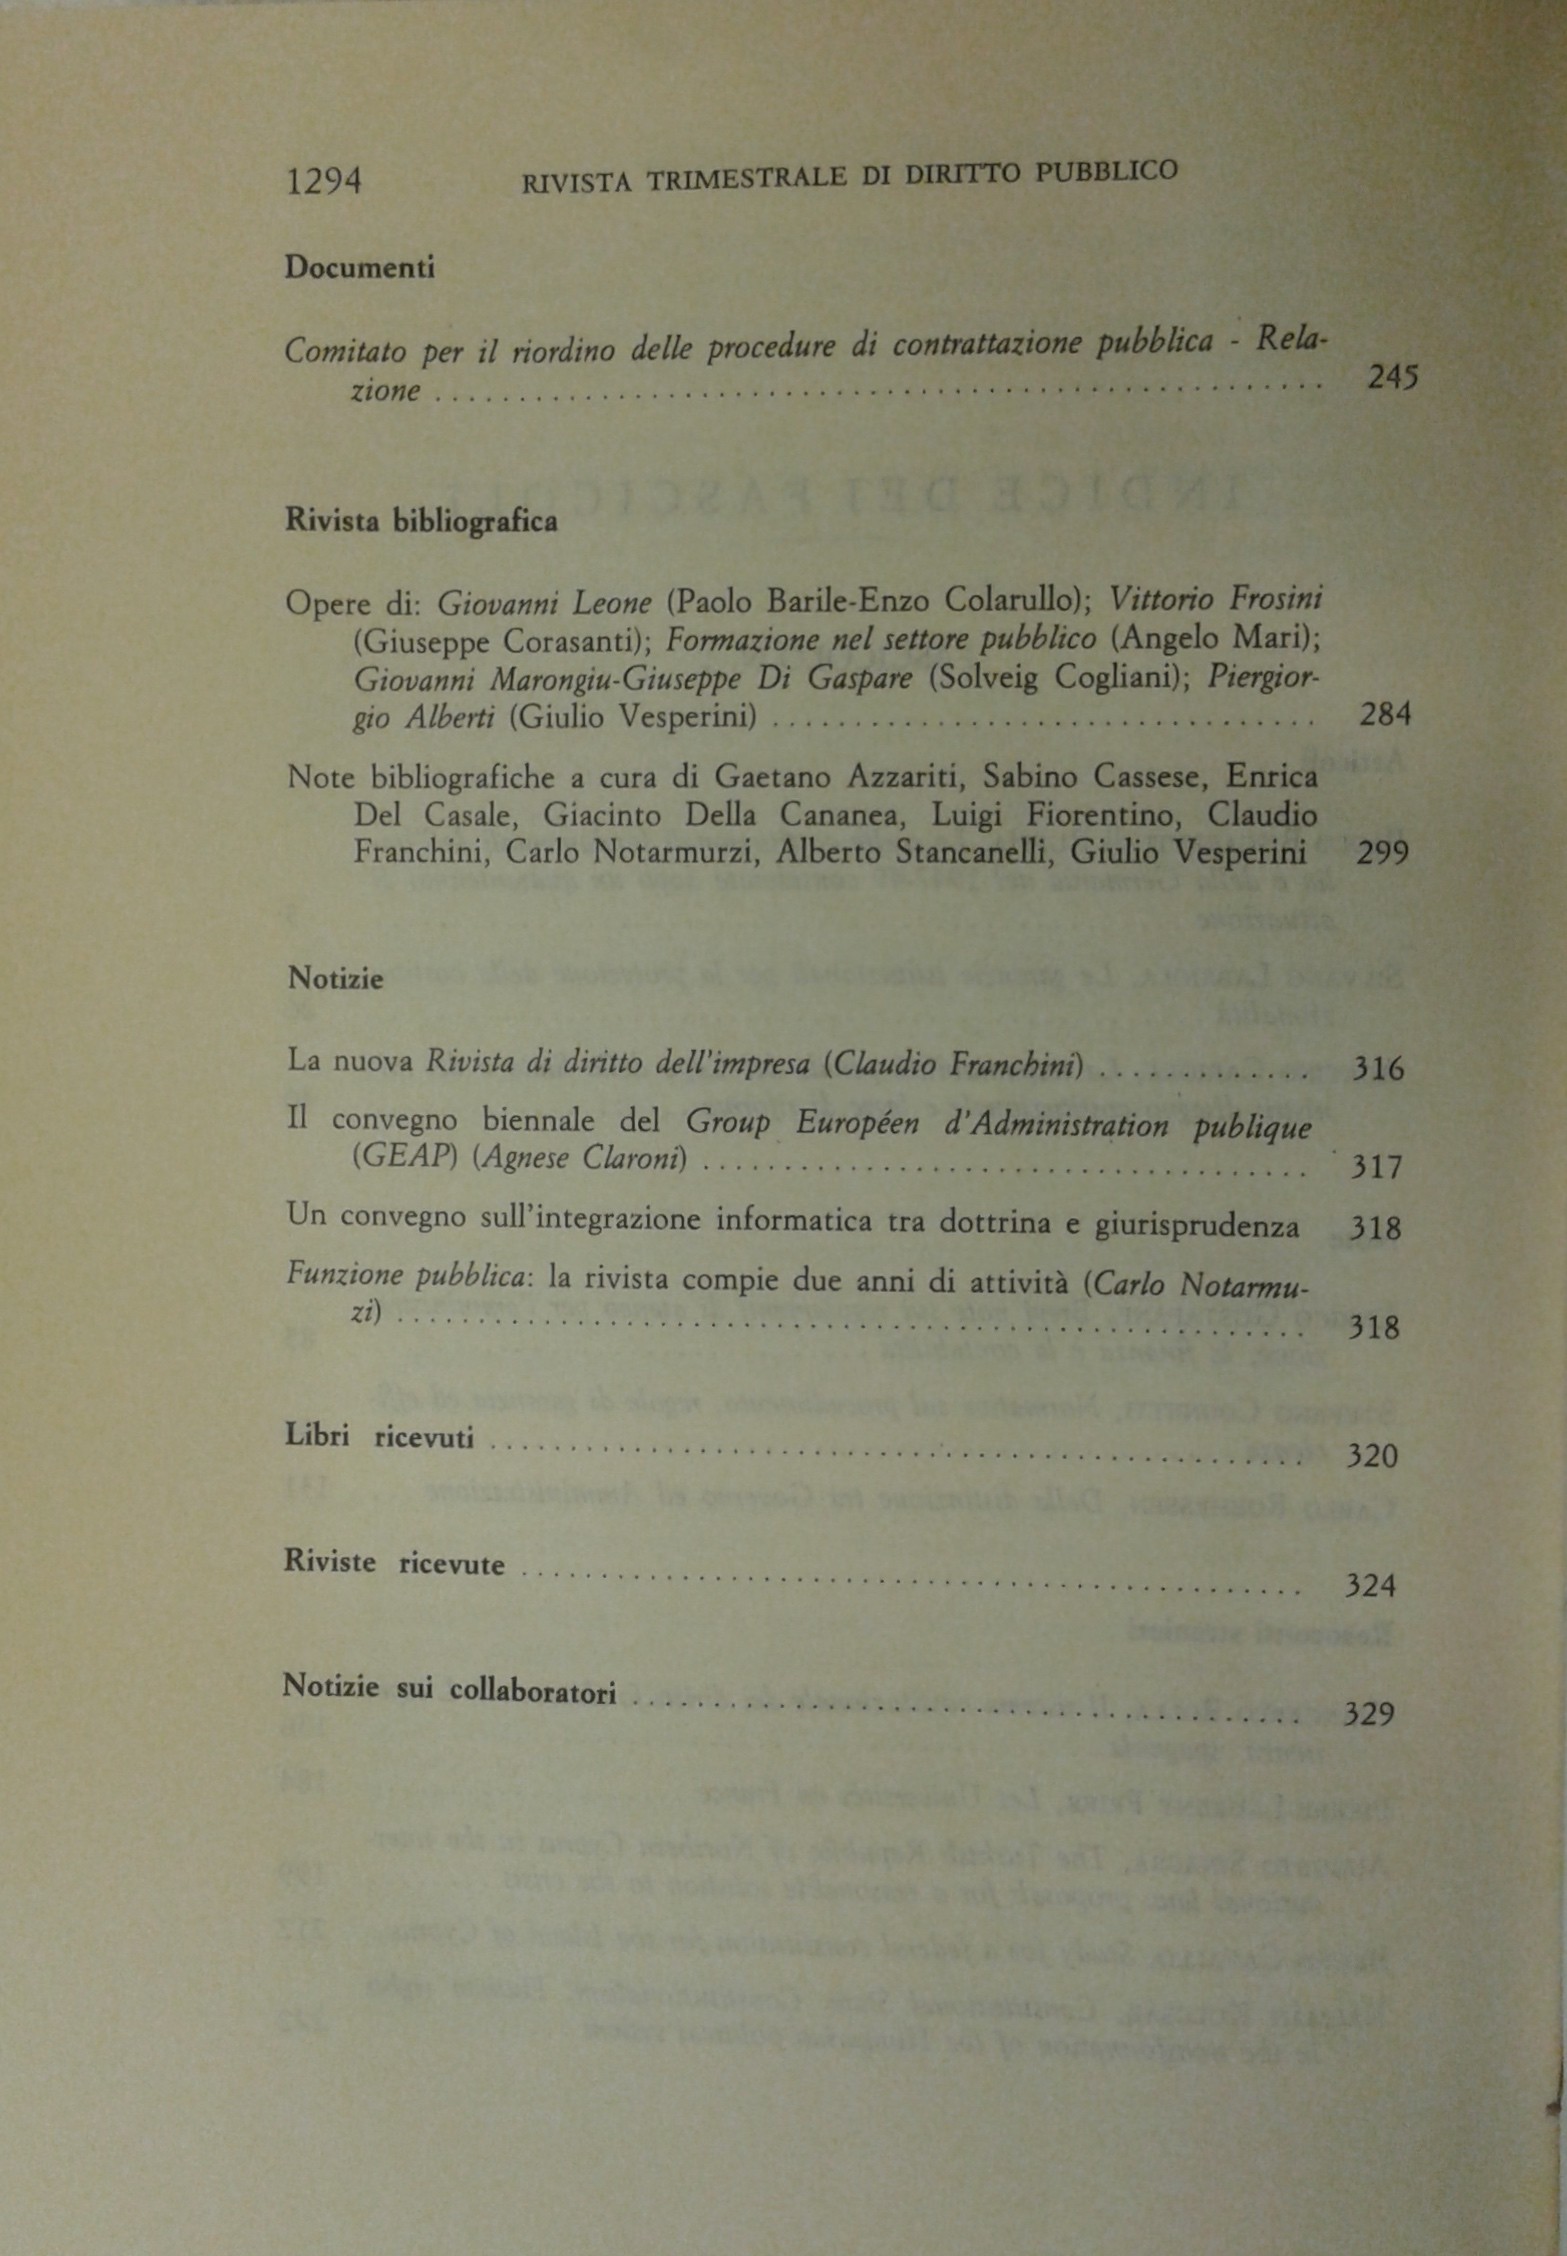 1294 RIVISTA TRIMESTRALE DI DIRITTO PUBBLICO
Documenti
Comitato per il riordino delle procedure di contrattazione pubblica - Rela-
zione ........................................................ 245
Rivista bibliografica
Opere di: Giovanni Leone (Paolo Barile-Enzo Colarullo); Vittorio Frosini
(Giuseppe Corasanti); Formazione nel settore pubblico (Angelo Mari);
Giovanni Marongiu-Giuseppe Di Gaspare (Solveig Cogliani); Piergior-
gio Alberti (Giulio Vesperini) .................................. 284
Note bibliografiche a cura di Gaetano Azzariti, Sabino Cassese, Enrica
Del Casale, Giacinto Della Cananea, Luigi Fiorentino, Claudio
Franchini, Carlo Notarmurzi, Alberto Stancanelli, Giulio Vesperini 299
Notizie
La nuova Rivista di diritto dell'impresa (Claudio Franchini) ............. 316
Il convegno biennale del Group Européen d'Administration publique
(GEAP) (Agnese Claroni) ...................................... 317
Un convegno sull'integrazione informatica tra dottrina e giurisprudenza 318
Funzione pubblica: la rivista compie due anni di attività (Carlo Notarmu-
zi) ......................................................... 318
Libri ricevuti ................................................... 320
Riviste ricevute ................................................. 324
Notizie sui collaboratori .......................................... 329